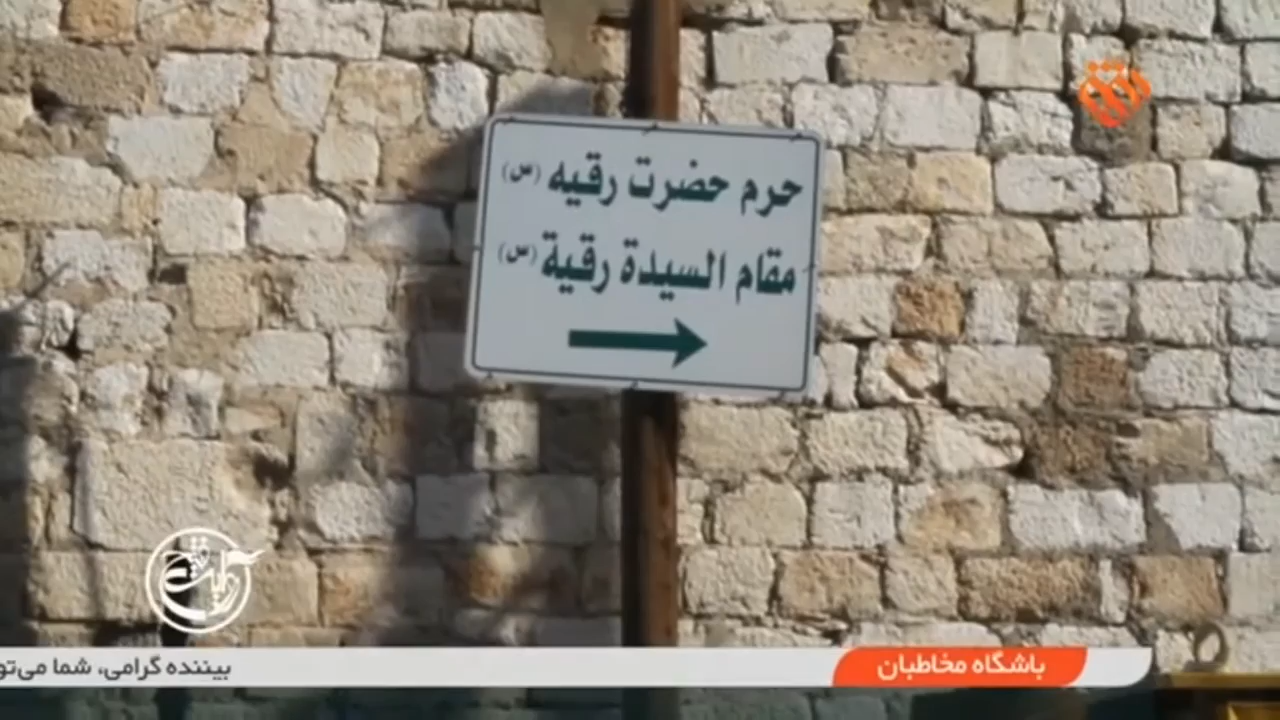 حرم حضرت رقیه (س)
مقام السيدة رقية (س)
باشگاه مخاطبان
بیننده گرامی، شما می‌تو